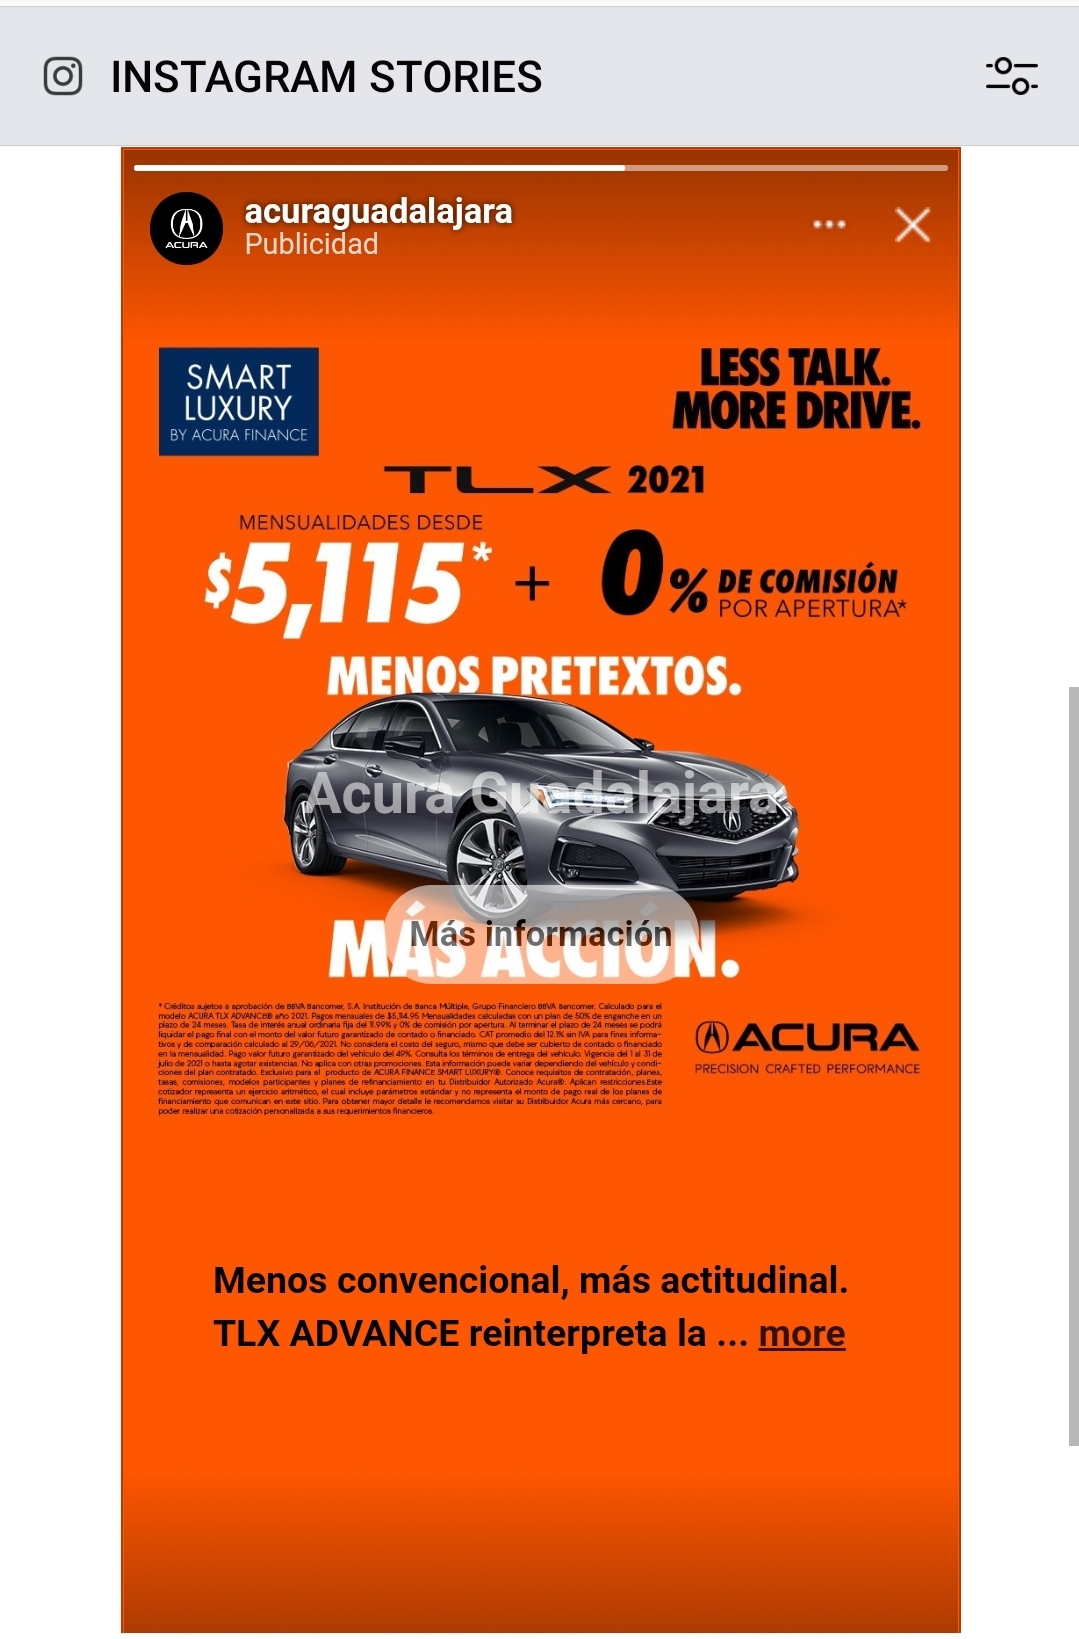 INSTAGRAM STORIES
acuraguadalajara
Publicidad
ACURA
SMART
LUXURY
BY ACURA FINANCE
LESS TALK.
MORE DRIVE.
TLX 2021
MENSUALIDADES DESDE
$5,115* + 0% DE COMISIÓN
POR APERTURA*
MENOS PRETEXTOS.
Acura Guadalajara
Más información
MÁS ACCIÓN.
* Créditos sujetos a aprobación de BBVA Bancomer, S.A. Institución de Banca Múltiple, Grupo Financiero BBVA Bancomer. Calculado para el
modelo ACURA TLX ADVANCE® año 2021. Pagos mensuales de $5,114.95 Mensualidades calculadas con un plan de 50% de enganche en un
plazo de 24 meses. Tasa de interés anual ordinaria fija del 11.99% y 0% de comisión por apertura. Al terminar el plazo de 24 meses se podrá
liquidar el pago final con el monto del valor futuro garantizado de contado o financiado. CAT promedio del 12.1% sin IVA para fines informa-
tivos y de comparación calculado al 29/06/2021. No considera el costo del seguro, mismo que debe ser cubierto de contado o financiado
en la mensualidad. Pago valor futuro garantizado del vehículo del 49%. Consulta los términos de entrega del vehículo. Vigencia del 1 al 31 de
julio de 2021 o hasta agotar existencias. No aplica con otras promociones. Esta información puede variar dependiendo del vehículo y condi-
ciones del plan contratado. Exclusivo para el producto de ACURA FINANCE SMART LUXURY®. Conoce requisitos de contratación, planes,
tasas, comisiones, modelos participantes y planes de refinanciamiento en tu Distribuidor Autorizado Acura®. Aplican restricciones.Este
cotizador representa un ejercicio aritmético, el cual incluye parámetros estándar y no representa el monto de pago real de los planes de
financiamiento que comunican en este sitio. Para obtener mayor detalle le recomendamos visitar su Distribuidor Acura más cercano, para
poder realizar una cotización personalizada a sus requerimientos financieros.
ACURA
PRECISION CRAFTED PERFORMANCE
Menos convencional, más actitudinal.
TLX ADVANCE reinterpreta la ... more